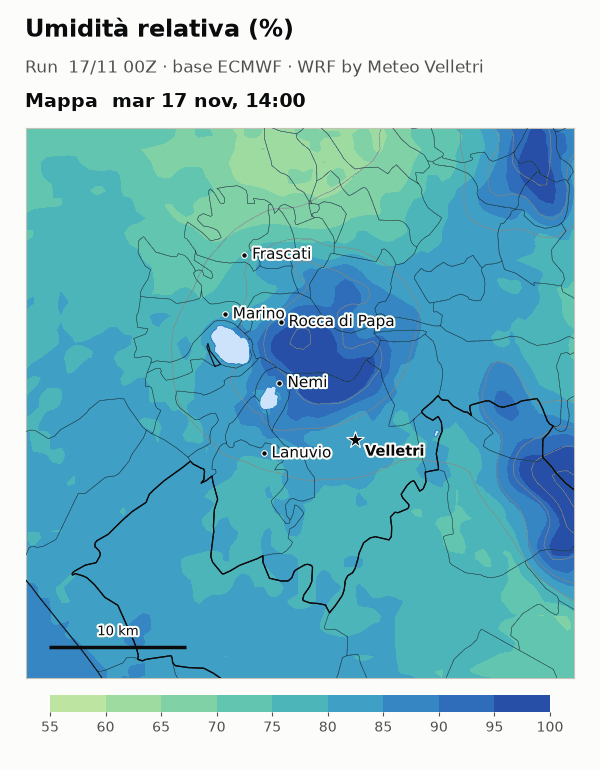 Umidità relativa (%)
Run  17/11 00Z · base ECMWF · WRF by Meteo Velletri
Mappa  mar 17 nov, 14:00
Frascati
Marino
Rocca di Papa
Nemi
Velletri
Lanuvio
10 km
55 60 65 70 75 80 85 90 95 100